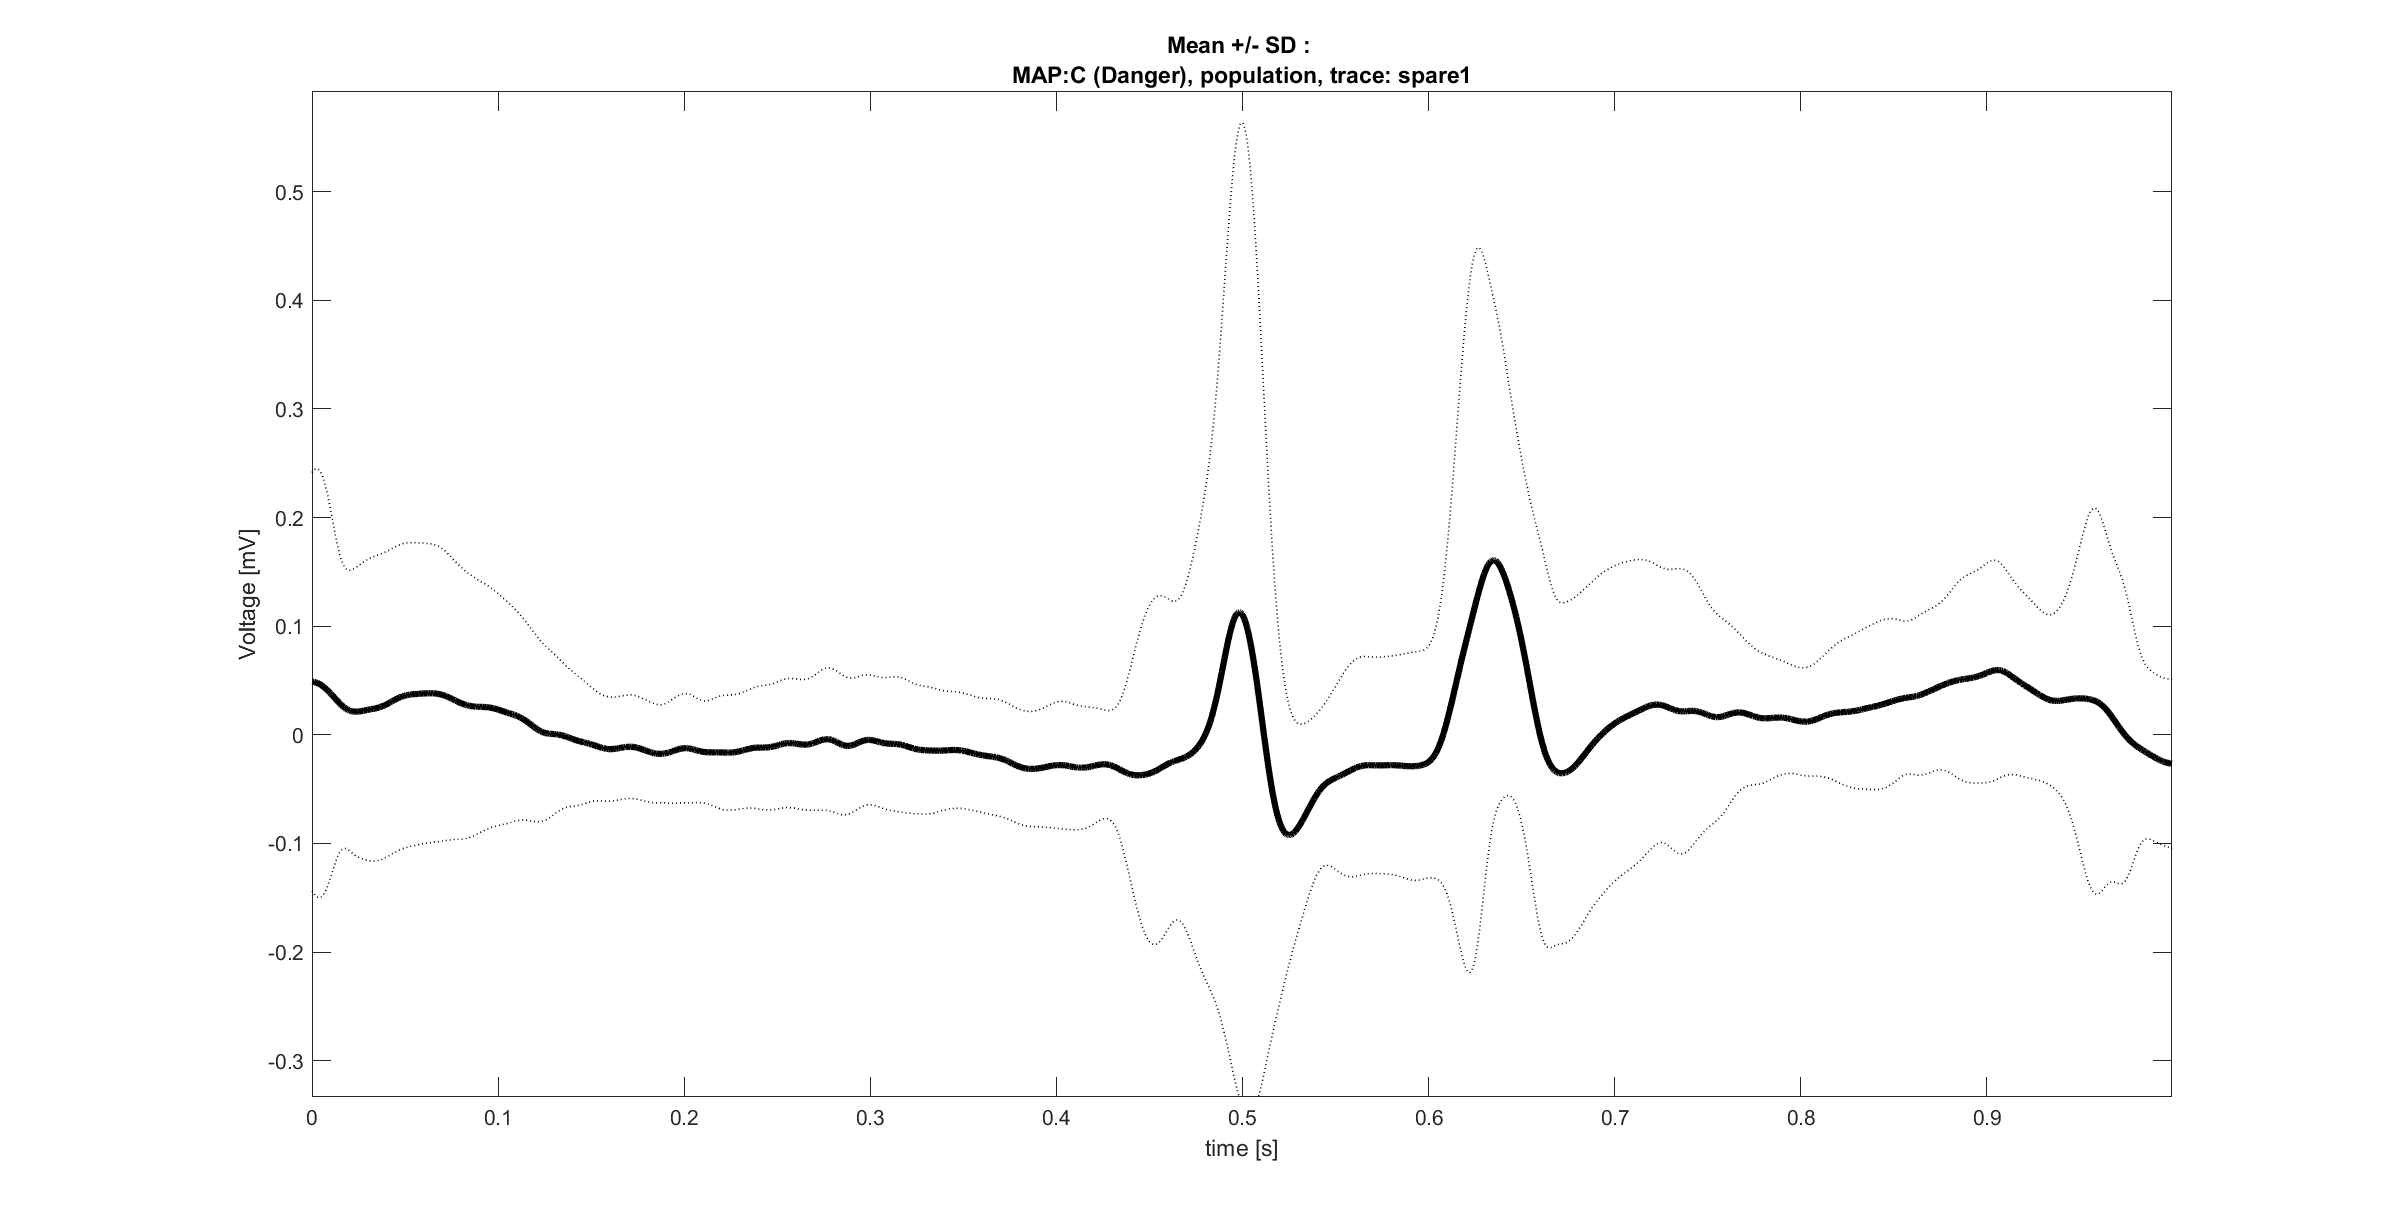 Mean +/- SD :
MAP:C (Danger), population, trace: spare1
Voltage [mV]
0.5
0.4
0.3
0.2
0.1
0
-0.1
-0.2
-0.3
0 0.1 0.2 0.3 0.4 0.5 0.6 0.7 0.8 0.9
time [s]